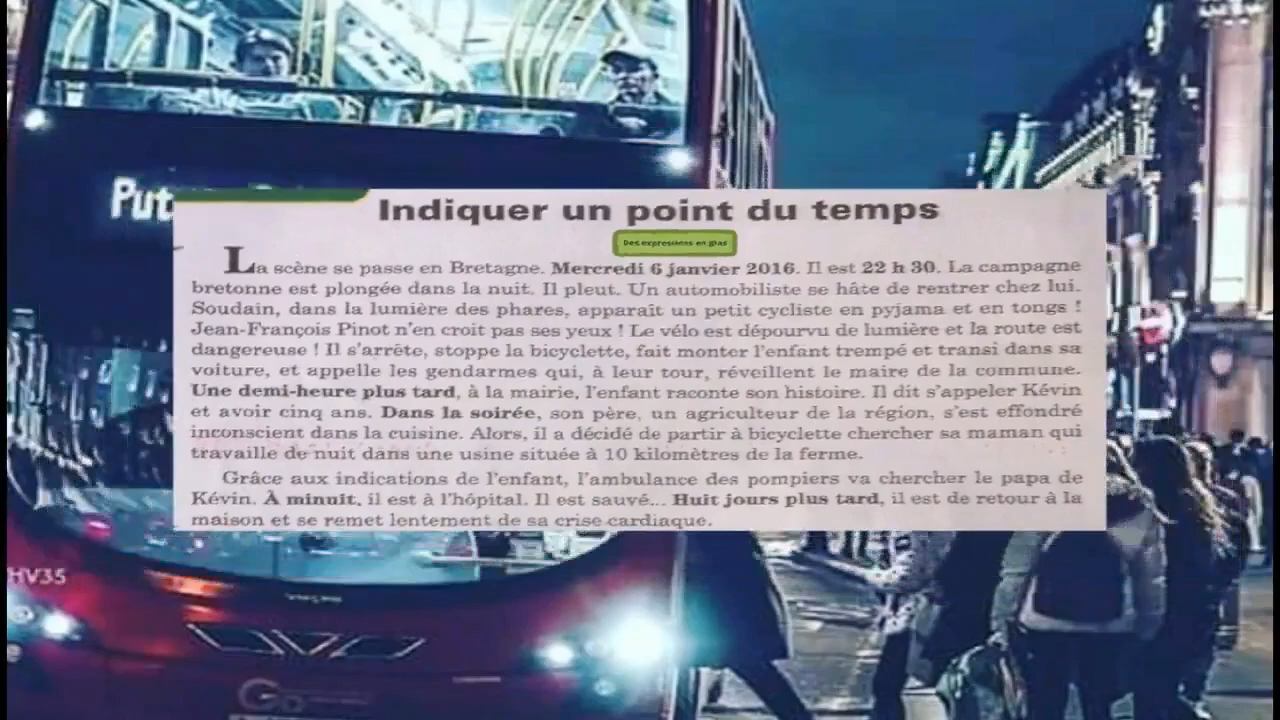 Put
Indiquer un point du temps
Des expressions en gras
La scène se passe en Bretagne. Mercredi 6 janvier 2016. Il est 22 h 30. La campagne
bretonne est plongée dans la nuit. Il pleut. Un automobiliste se hâte de rentrer chez lui.
Soudain, dans la lumière des phares, apparaît un petit cycliste en pyjama et en tongs !
Jean-François Pinot n'en croit pas ses yeux ! Le vélo est dépourvu de lumière et la route est
dangereuse ! Il s'arrête, stoppe la bicyclette, fait monter l'enfant trempé et transi dans sa
voiture, et appelle les gendarmes qui, à leur tour, réveillent le maire de la commune.
Une demi-heure plus tard, à la mairie, l'enfant raconte son histoire. Il dit s'appeler Kévin
et avoir cinq ans. Dans la soirée, son père, un agriculteur de la région, s'est effondré
inconscient dans la cuisine. Alors, il a décidé de partir à bicyclette chercher sa maman qui
travaille de nuit dans une usine située à 10 kilomètres de la ferme.
Grâce aux indications de l'enfant, l'ambulance des pompiers va chercher le papa de
Kévin. À minuit, il est à l'hôpital. Il est sauvé... Huit jours plus tard, il est de retour à la
maison et se remet lentement de sa crise cardiaque.
HV35
VOLVO